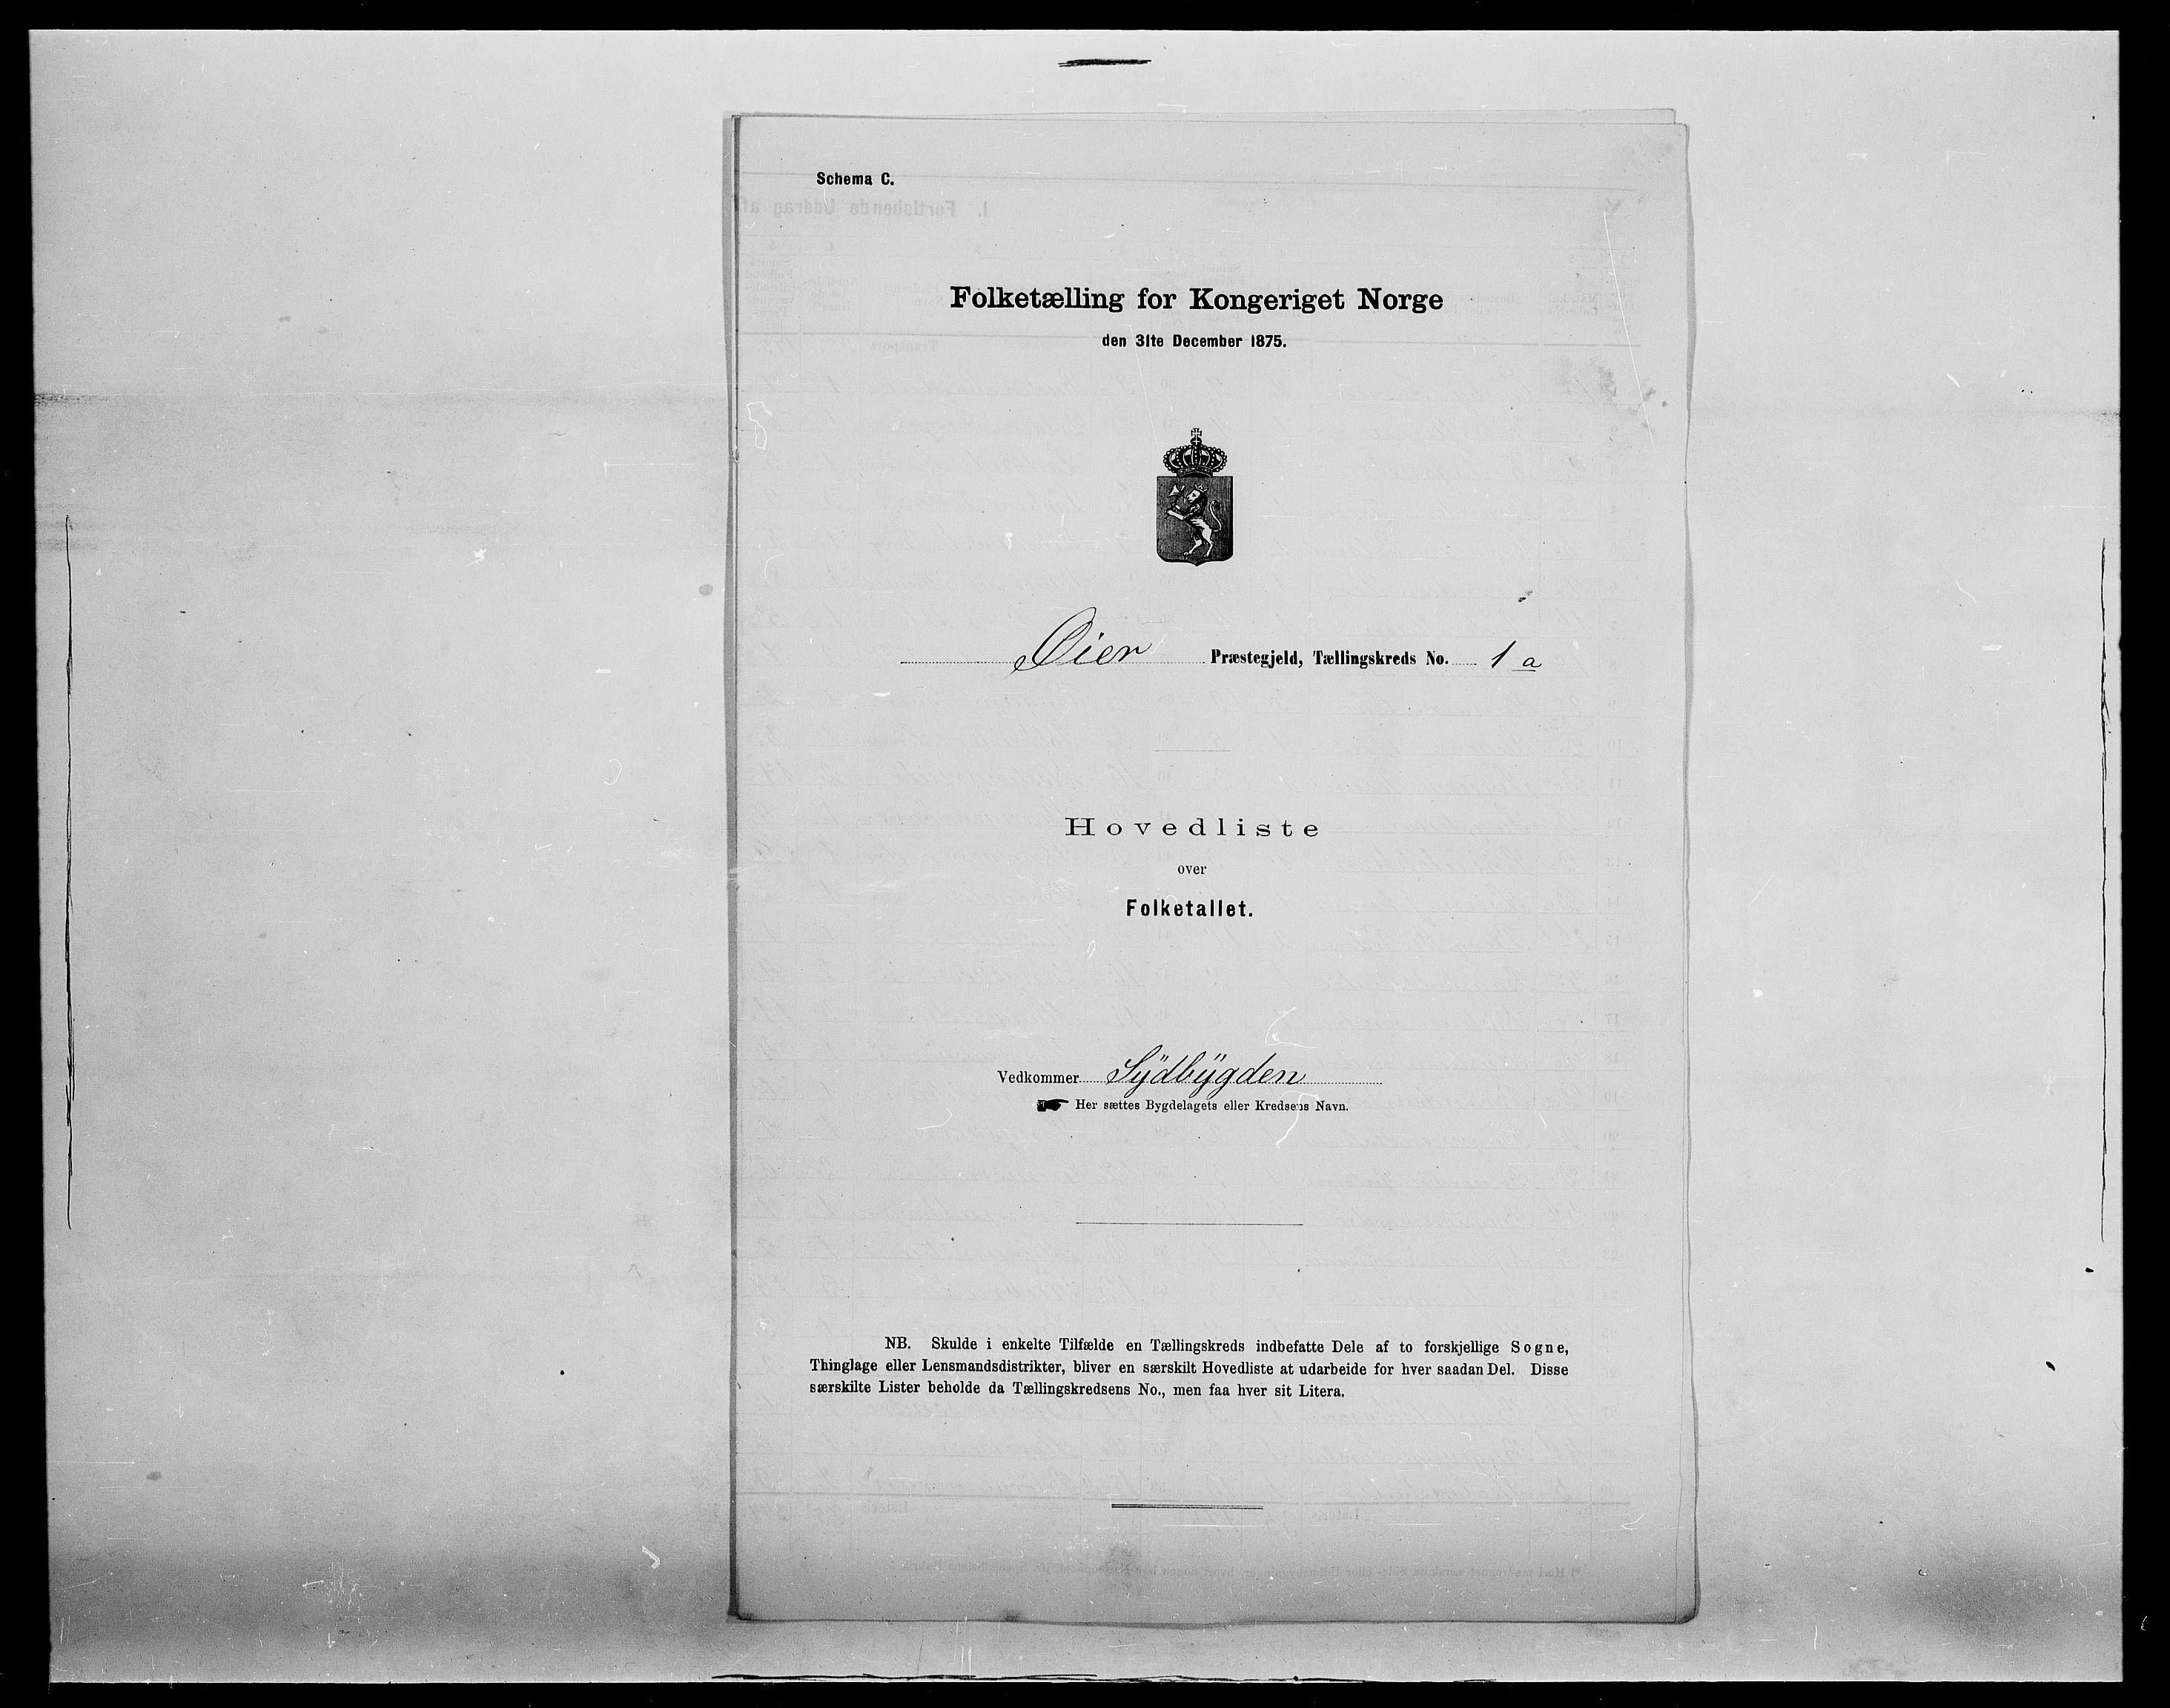 Schema C.
Folketælling for Kongeriget Norge
den 31te December 1875.
Øier Præstegjeld, Tællingskreds No. 1 a
Hovedliste
over
Folketallet.
Vedkommer Sÿdbÿgden
Her sættes Bygdelagets eller Kredsens Navn.
NB. Skulde i enkelte Tilfælde en Tællingskreds indbefatte Dele af to forskjellige Sogne,
Thinglage eller Lensmandsdistrikter, bliver en særskilt Hovedliste at udarbeide for hver saadan Del. Disse
særskilte Lister beholde da Tællingskredsens No., men faa hver sit Litera.